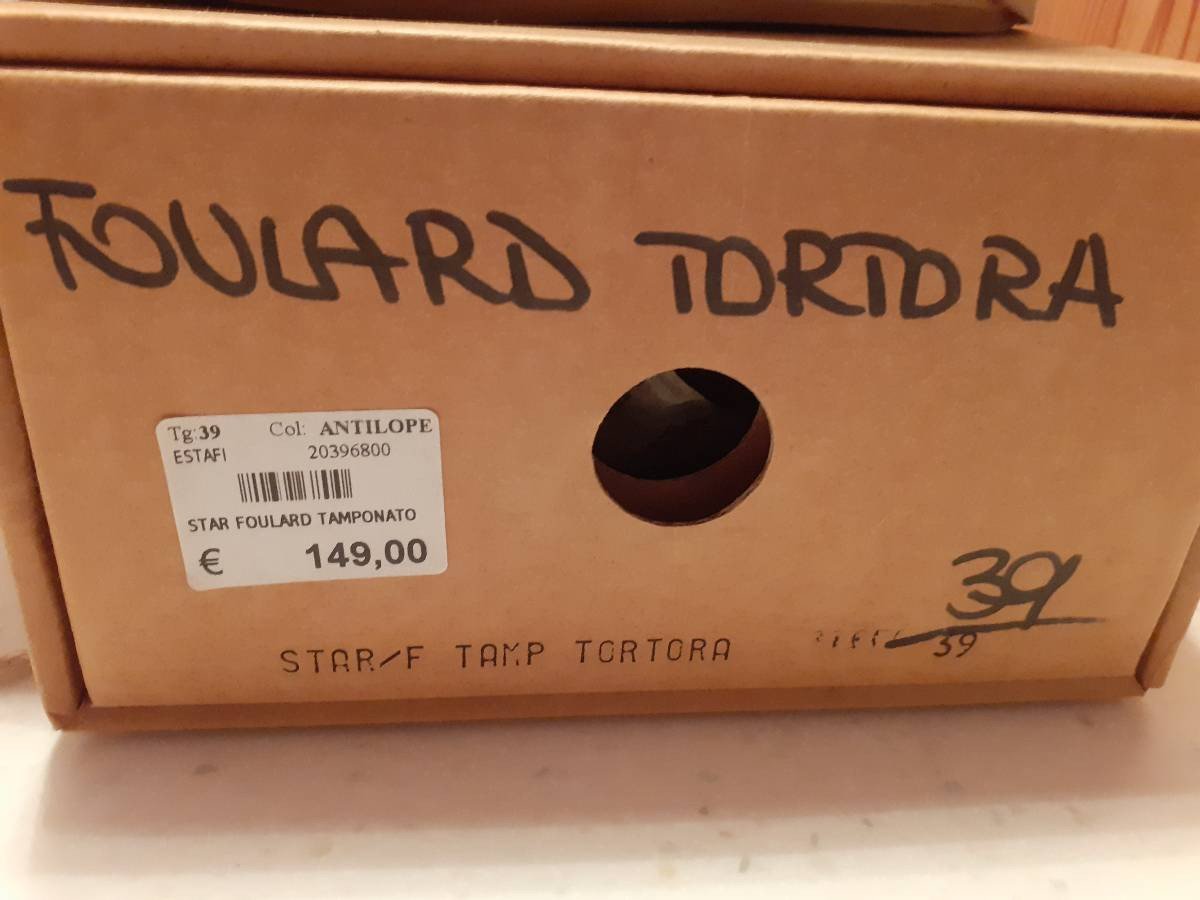 FOULARD TORTORA
Tg:39 Col: ANTILOPE
ESTAFI 20396800
STAR FOULARD TAMPONATO
€ 149,00
39
STAR/F TAMP TORTORA 39